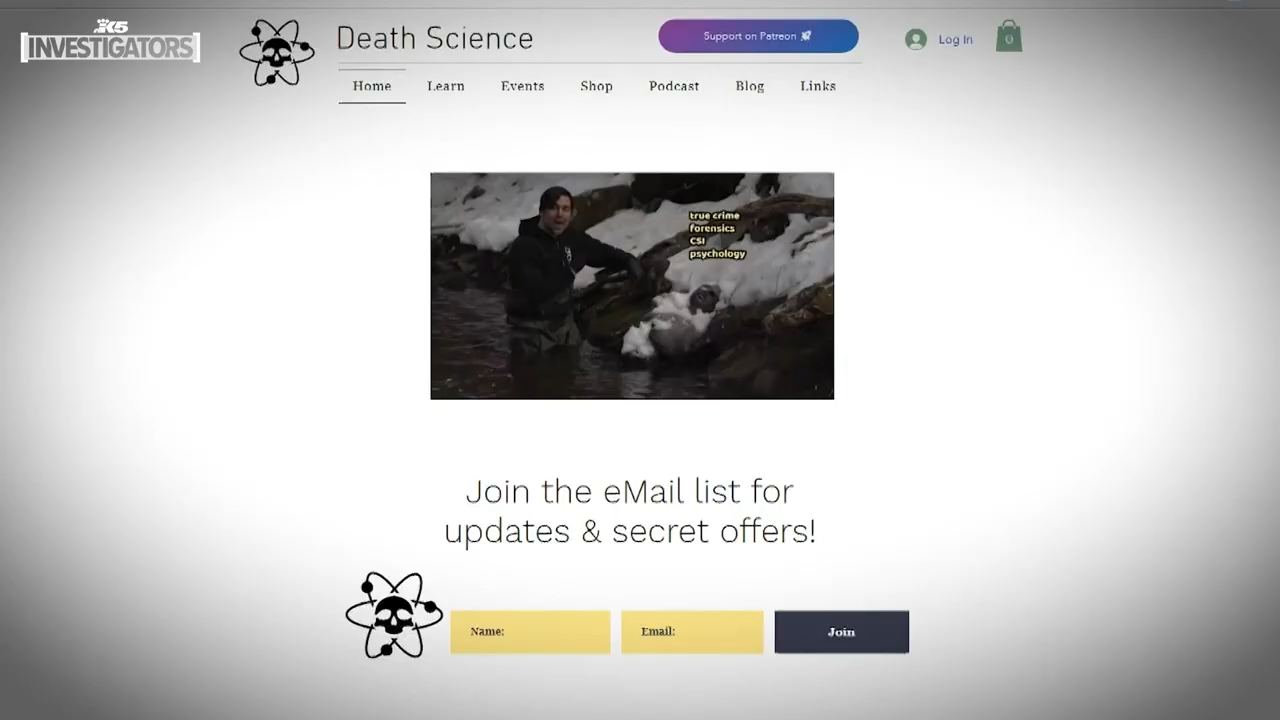 K5
INVESTIGATORS
Death Science
Support on Patreon
Log In
0
Home
Learn
Events
Shop
Podcast
Blog
Links
true crime
forensics
CSI
psychology
Join the eMail list for
updates & secret offers!
Name:
Email:
Join